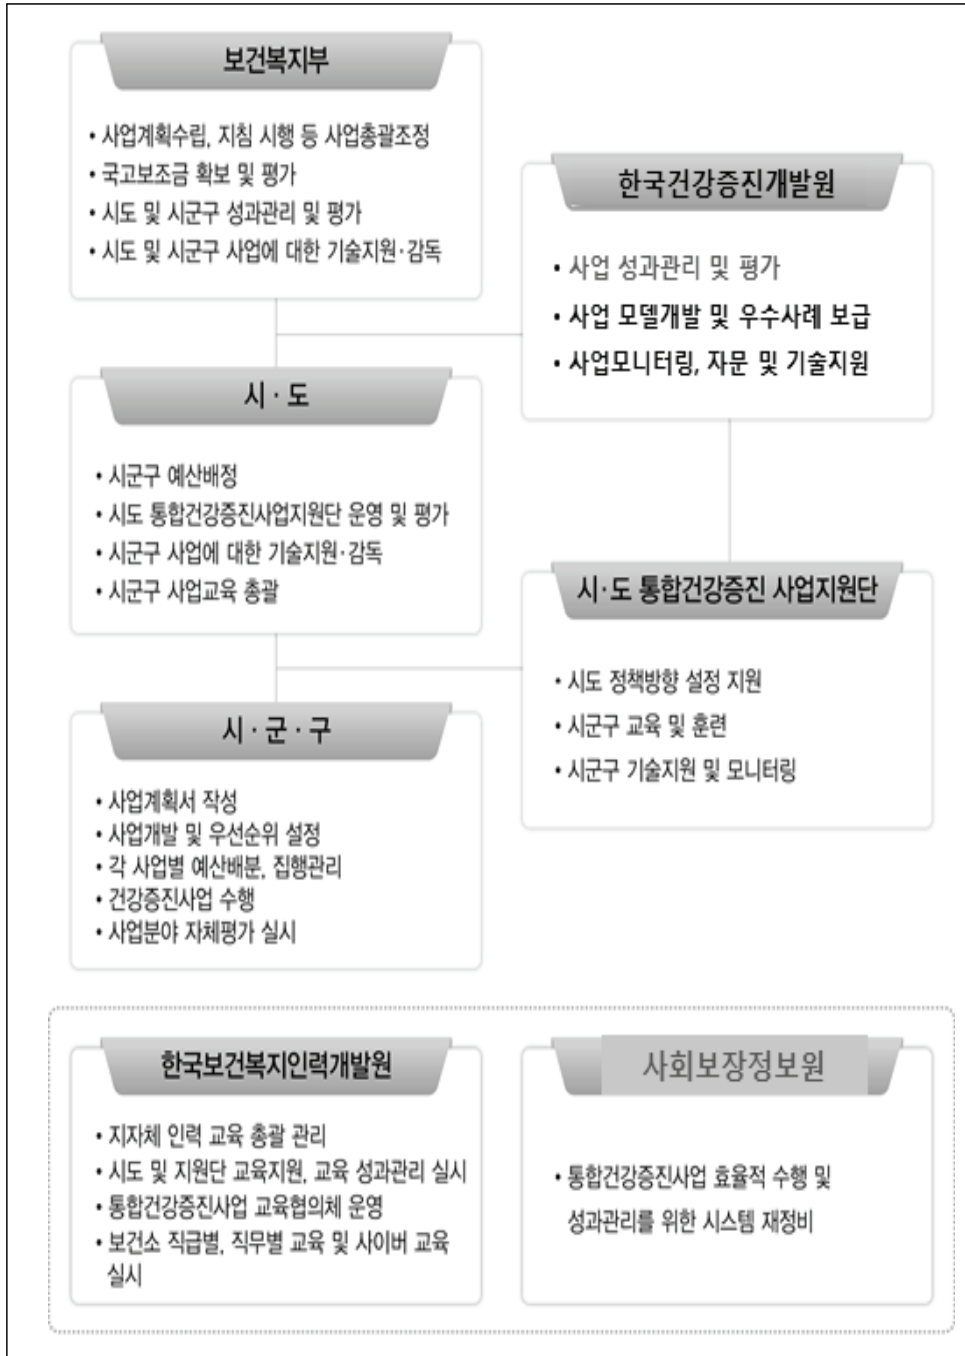 보건복지부
• 사업계획수립, 지침 시행 등 사업총괄조정
• 국고보조금 확보 및 평가
• 시도 및 시군구 성과관리 및 평가
• 시도 및 시군구 사업에 대한 기술지원·감독
한국건강증진개발원
• 사업 성과관리 및 평가
• 사업 모델개발 및 우수사례 보급
• 사업모니터링, 자문 및 기술지원
시·도
• 시군구 예산배정
• 시도 통합건강증진사업지원단 운영 및 평가
• 시군구 사업에 대한 기술지원·감독
• 시군구 사업교육 총괄
시·도 통합건강증진 사업지원단
• 시도 정책방향 설정 지원
• 시군구 교육 및 훈련
• 시군구 기술지원 및 모니터링
시·군·구
• 사업계획서 작성
• 사업개발 및 우선순위 설정
• 각 사업별 예산배분, 집행관리
• 건강증진사업 수행
• 사업분야 자체평가 실시
한국보건복지인력개발원
• 지자체 인력 교육 총괄 관리
• 시도 및 지원단 교육지원, 교육 성과관리 실시
• 통합건강증진사업 교육협의체 운영
• 보건소 직급별, 직무별 교육 및 사이버 교육
실시
사회보장정보원
• 통합건강증진사업 효율적 수행 및
성과관리를 위한 시스템 재정비